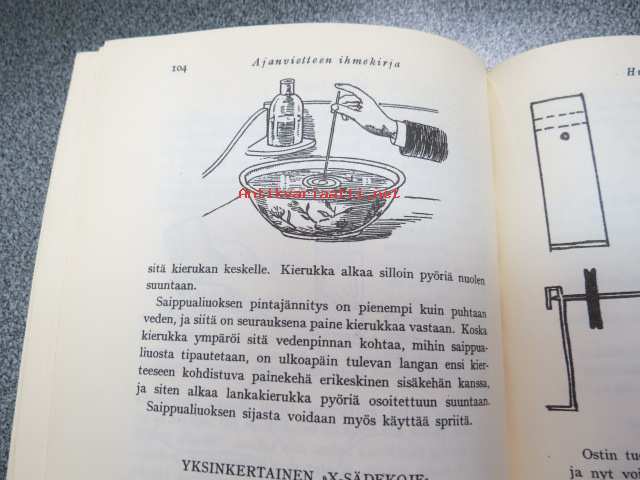 104
Ajanvietteen ihmekirja
Antikvariaatti.net
sitä kierukan keskelle. Kierukka alkaa silloin pyöriä nuolen
suuntaan.
Saippualiuoksen pintajännitys on pienempi kuin puhtaan
veden, ja siitä on seurauksena paine kierukkaa vastaan. Koska
kierukka ympäröi sitä vedenpinnan kohtaa, mihin saippua-
liuosta tipautetaan, on ulkoapäin tulevan langan ensi kier-
teeseen kohdistuva painekehä erikeskinen sisäkehän kanssa,
ja siten alkaa lankakierukka pyöriä osoitettuun suuntaan.
Saippualiuoksen sijasta voidaan myös käyttää spriitä.
YKSINKERTAINEN »X-SÄDEKOJE»
Ostin
ja nyt